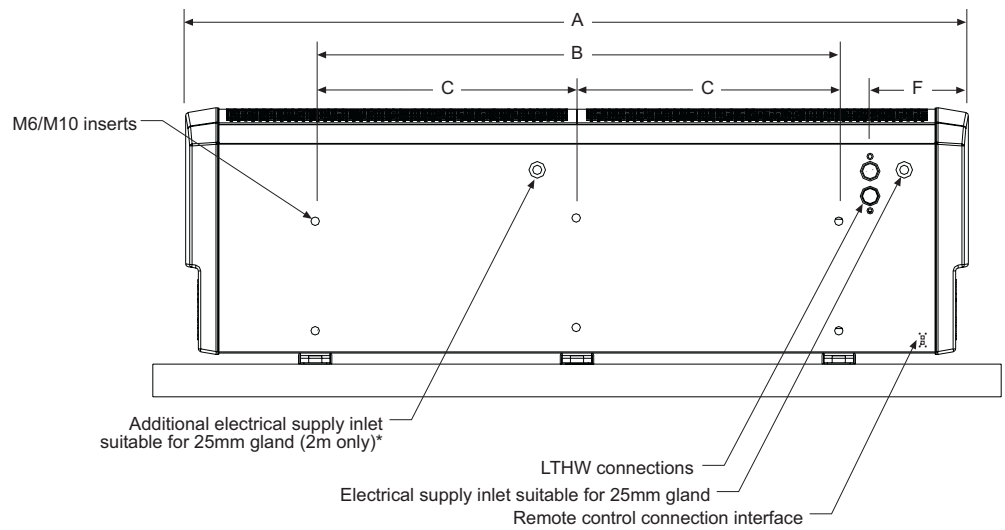 A
B
C
C
F
M6/M10 inserts
Additional electrical supply inlet
suitable for 25mm gland (2m only)*
LTHW connections
Electrical supply inlet suitable for 25mm gland
Remote control connection interface